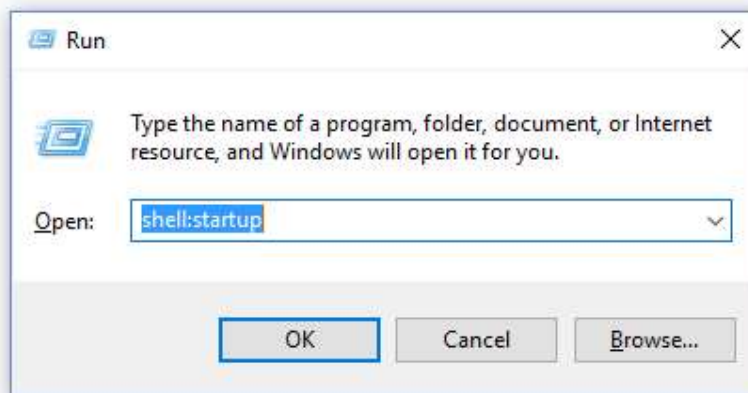 Run
Type the name of a program, folder, document, or Internet
resource, and Windows will open it for you.
Open: shell:startup
OK Cancel Browse...